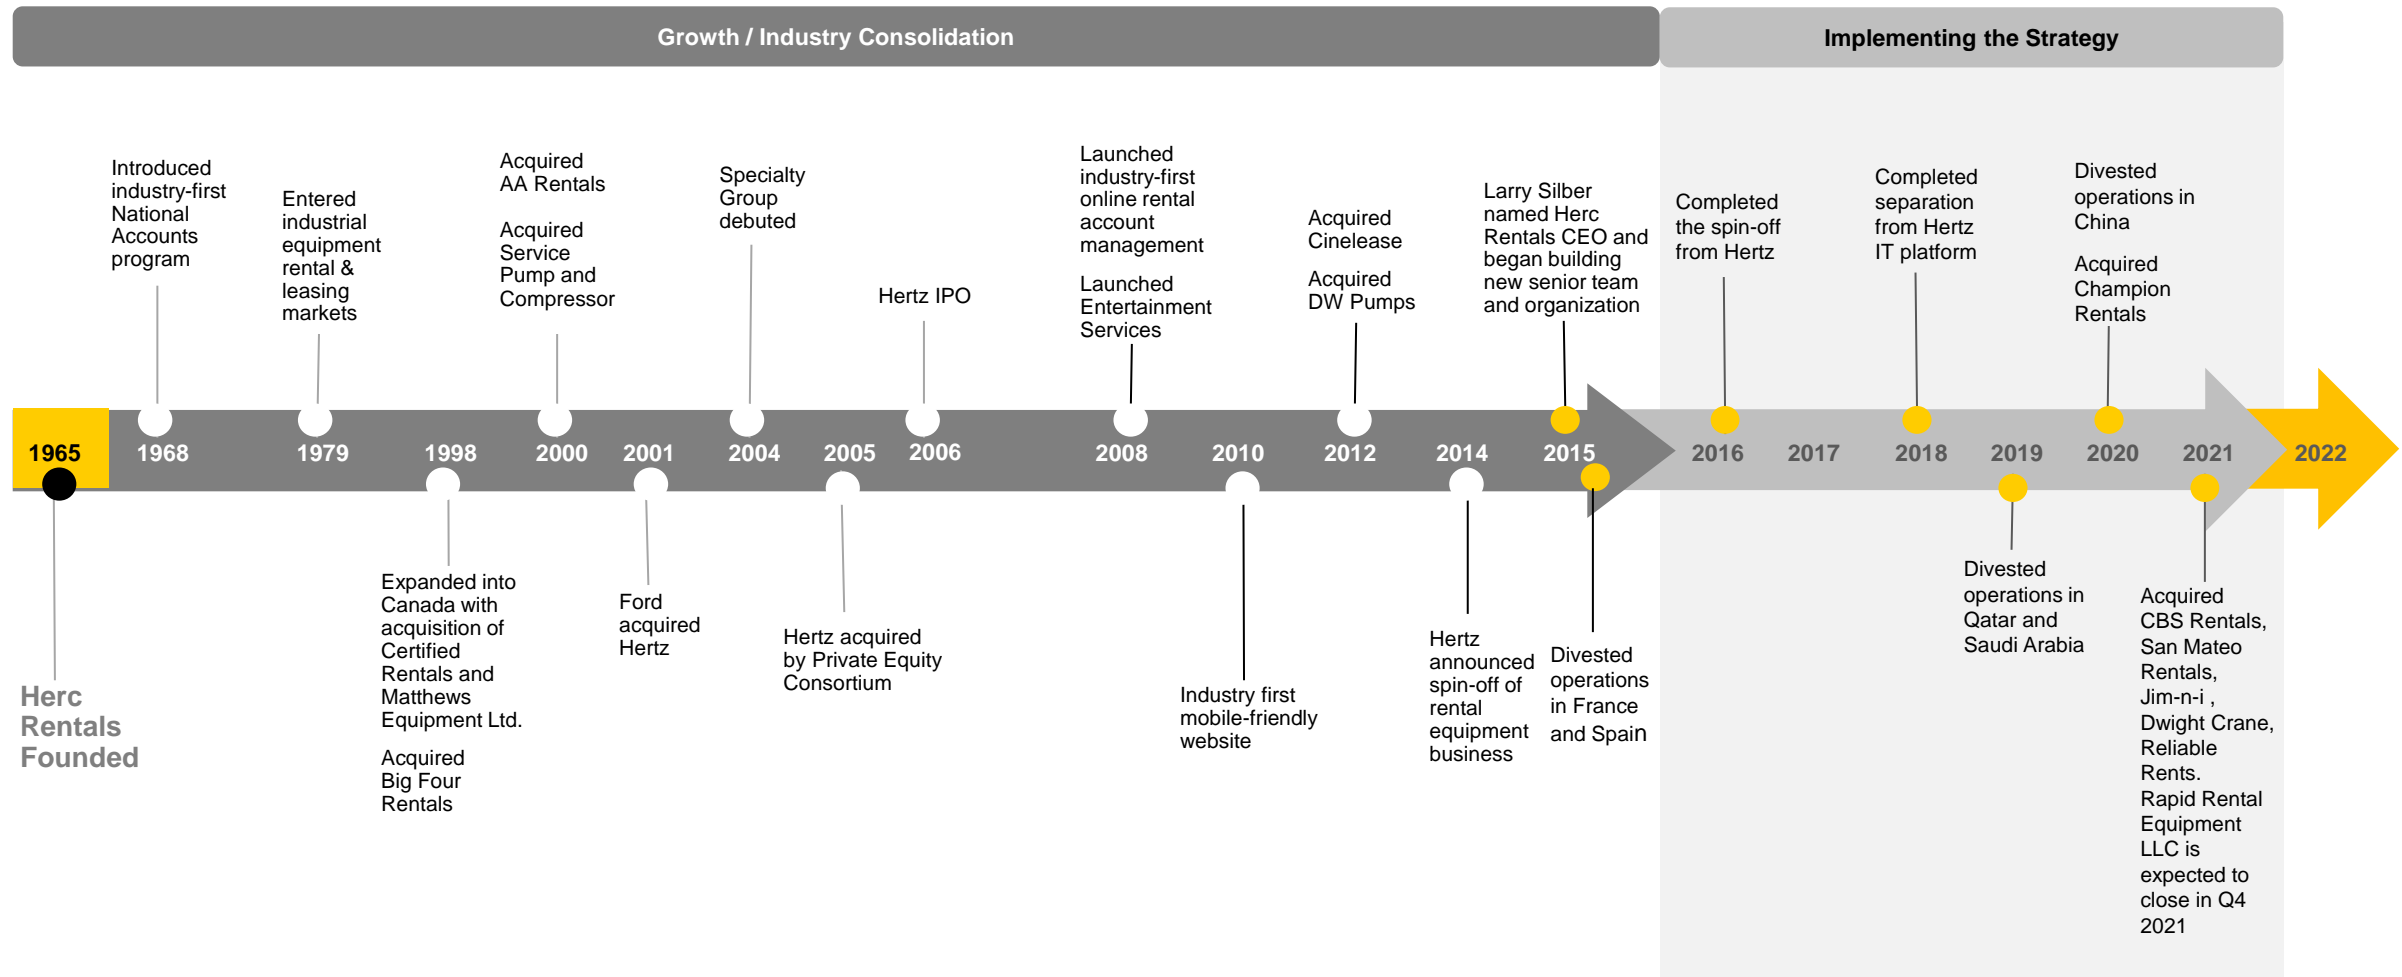 Growth / Industry Consolidation
Implementing the Strategy
Introduced
industry-first
National
Accounts
program
Entered
industrial
equipment
rental &
leasing
markets
Acquired
AA Rentals
Acquired
Service
Pump and
Compressor
Specialty
Group
debuted
Hertz IPO
Launched
industry-first
online rental
account
management
Launched
Entertainment
Services
Acquired
Cinelease
Acquired
DW Pumps
Larry Silber
named Herc
Rentals CEO and
began building
new senior team
and organization
Completed
the spin-off
from Hertz
Completed
separation
from Hertz
IT platform
Divested
operations in
China
Acquired
Champion
Rentals
1965
1968
1979
1998
2000
2001
2004
2005
2006
2008
2010
2012
2014
2015
2016
2017
2018
2019
2020
2021
2022
Herc
Rentals
Founded
Expanded into
Canada with
acquisition of
Certified
Rentals and
Matthews
Equipment Ltd.
Acquired
Big Four
Rentals
Ford
acquired
Hertz
Hertz acquired
by Private Equity
Consortium
Industry first
mobile-friendly
website
Hertz
announced
spin-off of
rental
equipment
business
Divested
operations
in France
and Spain
Divested
operations in
Qatar and
Saudi Arabia
Acquired
CBS Rentals,
San Mateo
Rentals,
Jim-n-i ,
Dwight Crane,
Reliable
Rents.
Rapid Rental
Equipment
LLC is
expected to
close in Q4
2021